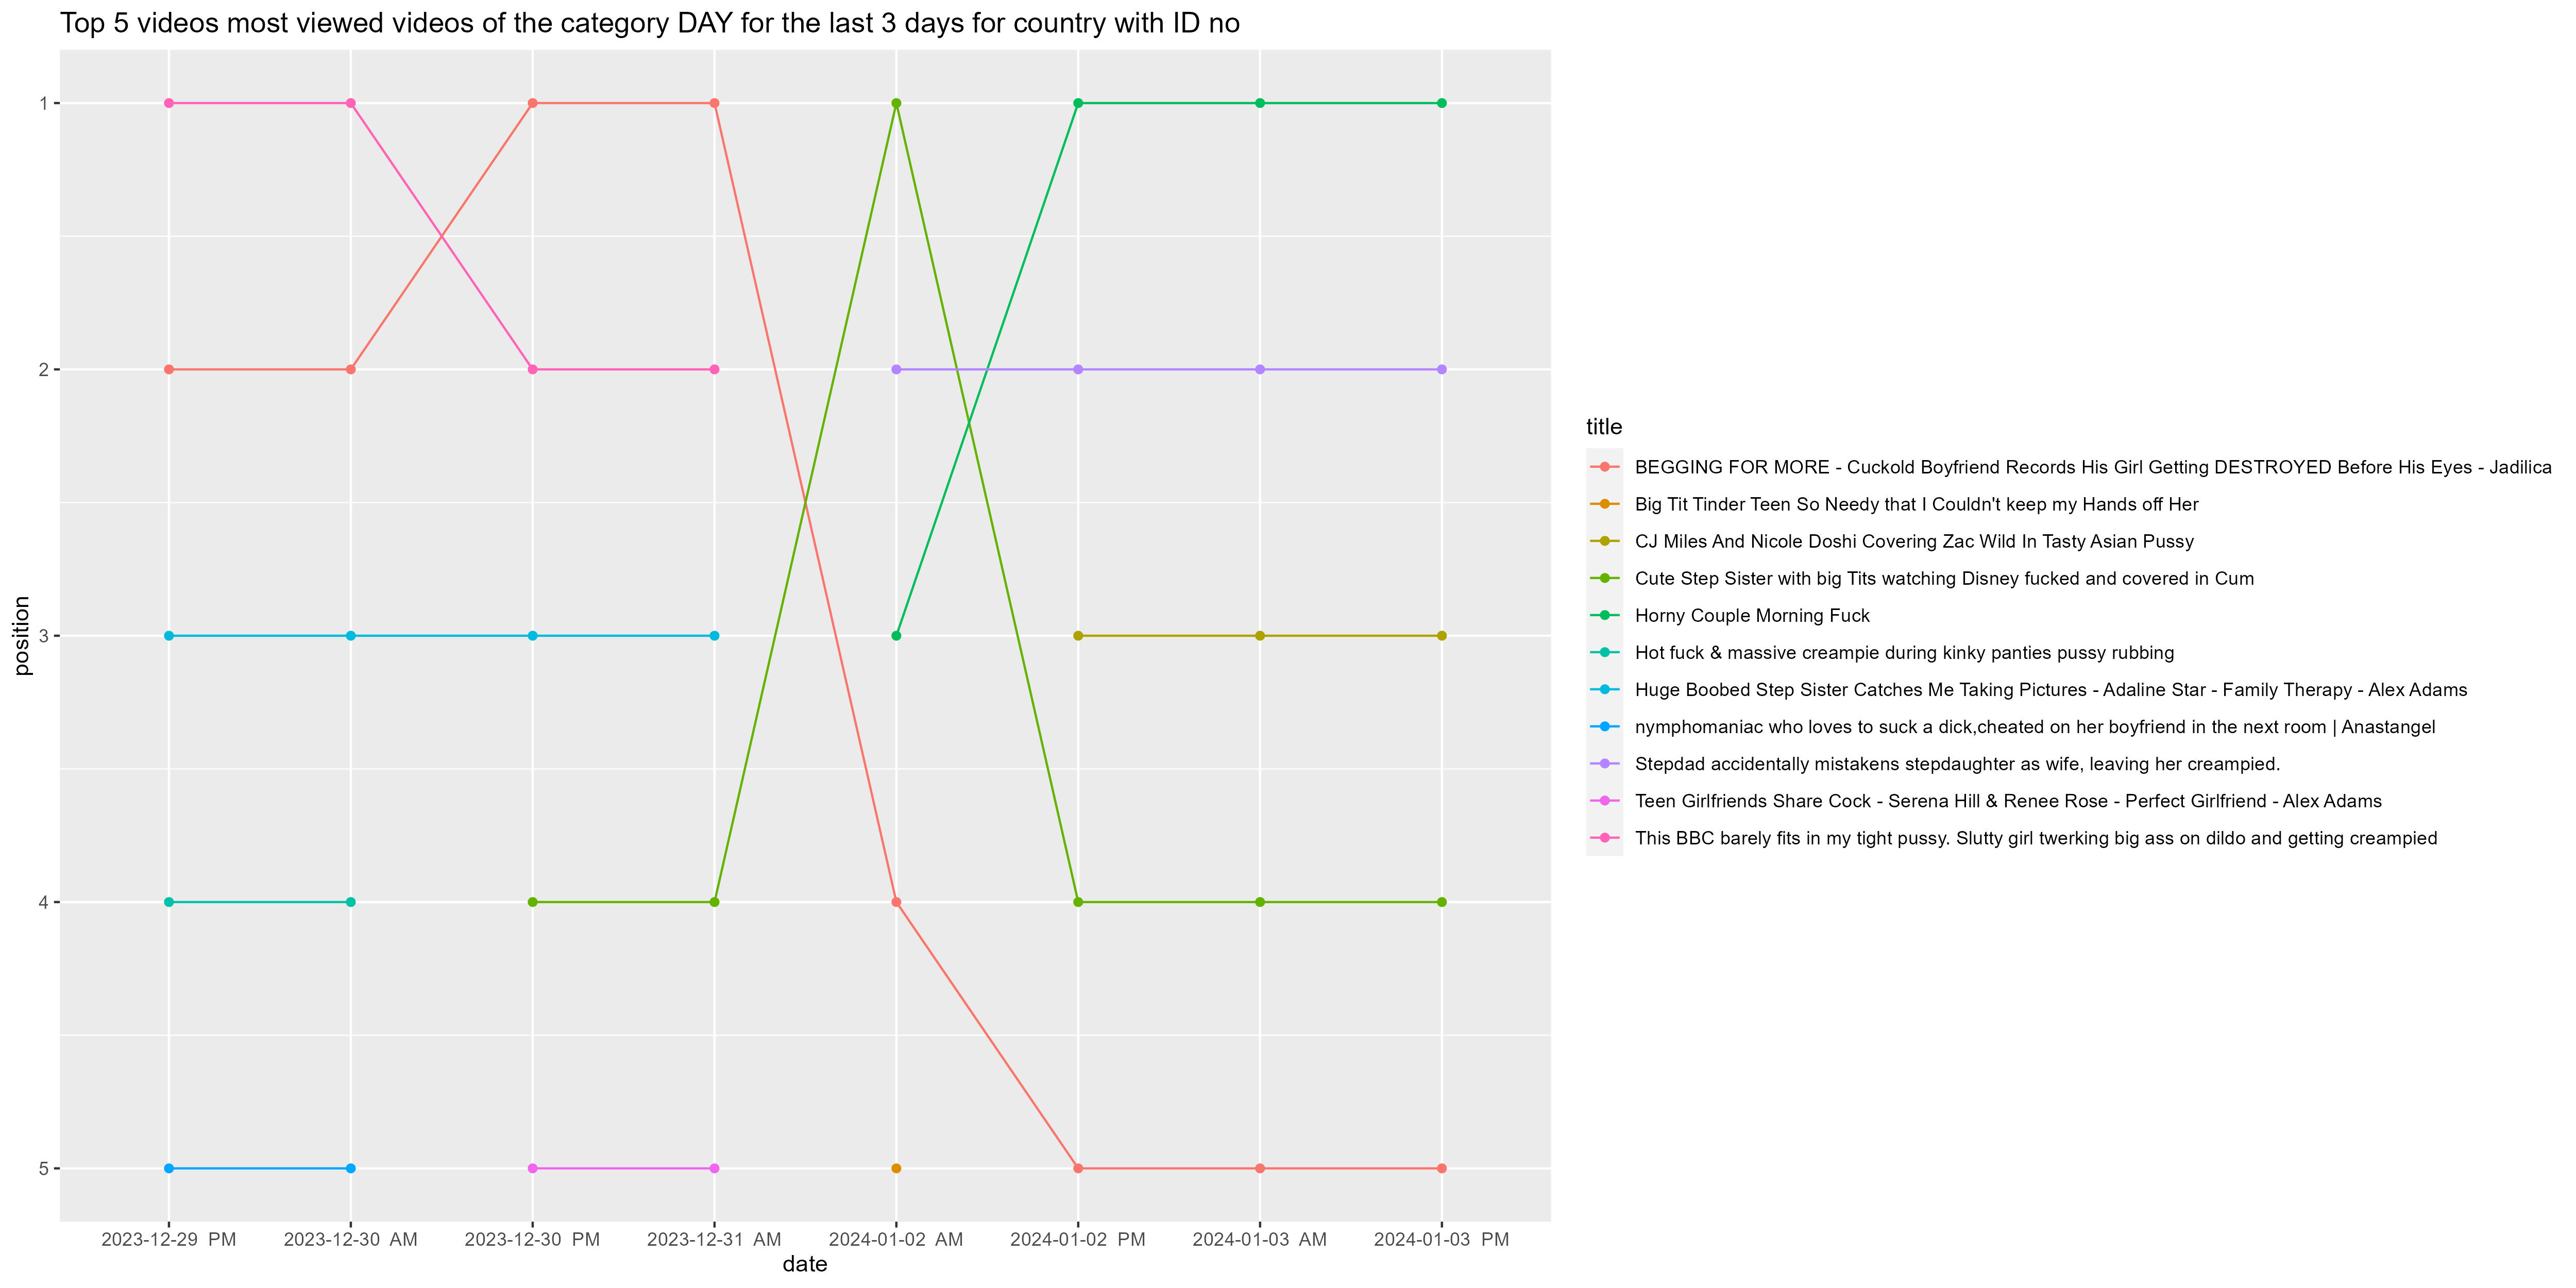 Top 5 videos most viewed videos of the category DAY for the last 3 days for country with ID no
position
1
2
3
4
5
2023-12-29 PM
2023-12-30 AM
2023-12-30 PM
2023-12-31 AM
2024-01-02 AM
2024-01-02 PM
2024-01-03 AM
2024-01-03 PM
date
title
BEGGING FOR MORE - Cuckold Boyfriend Records His Girl Getting DESTROYED Before His Eyes - Jadilica
Big Tit Tinder Teen So Needy that I Couldn't keep my Hands off Her
CJ Miles And Nicole Doshi Covering Zac Wild In Tasty Asian Pussy
Cute Step Sister with big Tits watching Disney fucked and covered in Cum
Horny Couple Morning Fuck
Hot fuck & massive creampie during kinky panties pussy rubbing
Huge Boobed Step Sister Catches Me Taking Pictures - Adaline Star - Family Therapy - Alex Adams
nymphomaniac who loves to suck a dick,cheated on her boyfriend in the next room | Anastangel
Stepdad accidentally mistakens stepdaughter as wife, leaving her creampied.
Teen Girlfriends Share Cock - Serena Hill & Renee Rose - Perfect Girlfriend - Alex Adams
This BBC barely fits in my tight pussy. Slutty girl twerking big ass on dildo and getting creampied